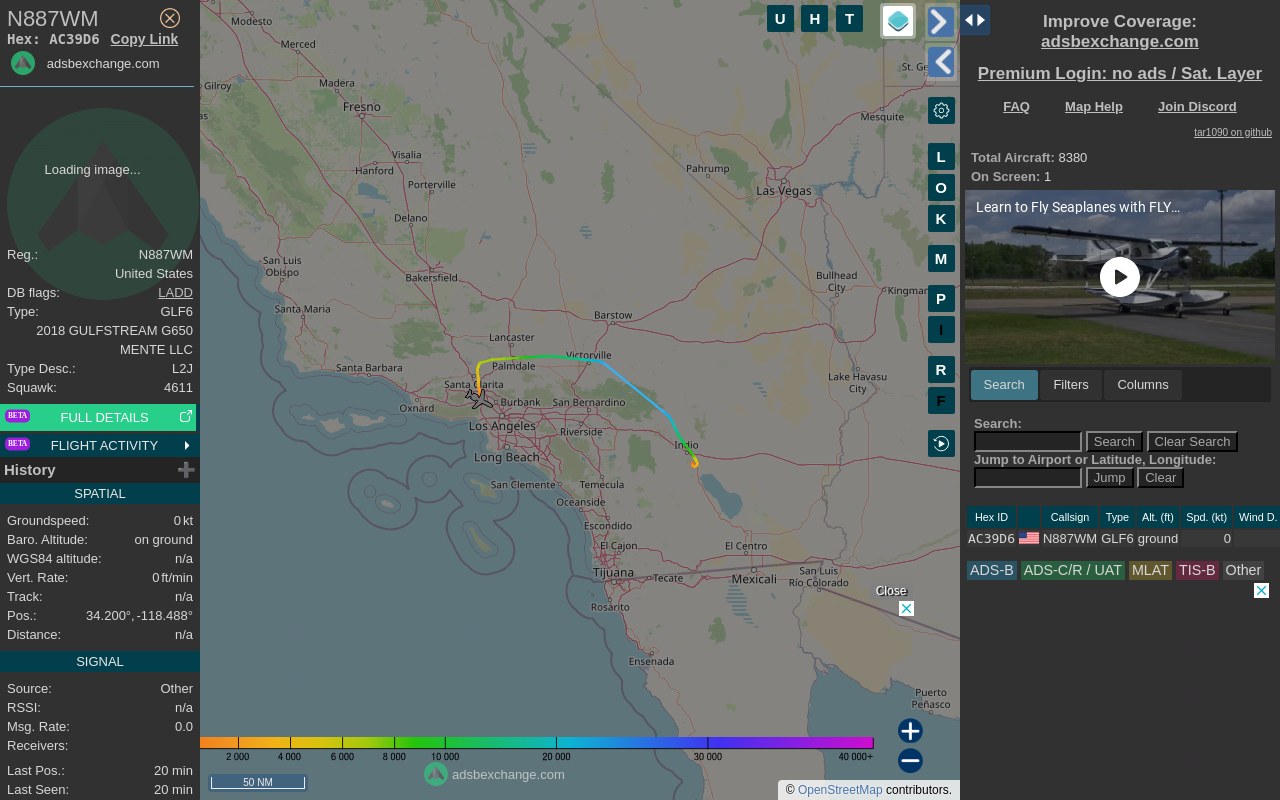 N887WM
Hex: AC39D6 Copy Link
adsbexchange.com
Loading image...
Reg.: N887WM
United States
DB flags: LADD
Type: GLF6
2018 GULFSTREAM G650
MENTE LLC
Type Desc.: L2J
Squawk: 4611
BETA FULL DETAILS
BETA FLIGHT ACTIVITY
History
SPATIAL
Groundspeed: 0 kt
Baro. Altitude: on ground
WGS84 altitude: n/a
Vert. Rate: 0 ft/min
Track: n/a
Pos.: 34.200°, -118.488°
Distance: n/a
SIGNAL
Source: Other
RSSI: n/a
Msg. Rate: 0.0
Receivers:
Last Pos.: 20 min
Last Seen: 20 min
Modesto
Merced
Gilroy
Madera
Fresno
as
Visalia
Hanford
Porterville
Delano
San Luis
Obispo
Bakersfield
Santa Maria
Lancaster
Barstow
Santa Barbara
Palmdale
Victorville
Santa Clarita
Oxnard
Burbank
San Bernardino
Los Angeles
Riverside
Indio
Long Beach
San Clemente
Temecula
Oceanside
Escondido
El Cajon
El Centro
Tijuana
Tecate
Mexicali
San Luis
Río Colorado
Rosarito
Ensenada
Puerto
Peñasco
St. Ge
Mesquite
Pahrump
Las Vegas
Bullhead
City
Kingman
Lake Havasu
City
U
H
T
L
O
K
M
P
I
R
F
Close
2 000 4 000 6 000 8 000 10 000 20 000 30 000 40 000+
50 NM
adsbexchange.com
© OpenStreetMap contributors.
Improve Coverage:
adsbexchange.com
Premium Login: no ads / Sat. Layer
FAQ Map Help Join Discord
tar1090 on github
Total Aircraft: 8380
On Screen: 1
Learn to Fly Seaplanes with FLY...
Search Filters Columns
Search:
Search Clear Search
Jump to Airport or Latitude, Longitude:
Jump Clear
Hex ID Callsign Type Alt. (ft) Spd. (kt) Wind D.
AC39D6 N887WM GLF6 ground 0
ADS-B ADS-C/R / UAT MLAT TIS-B Other